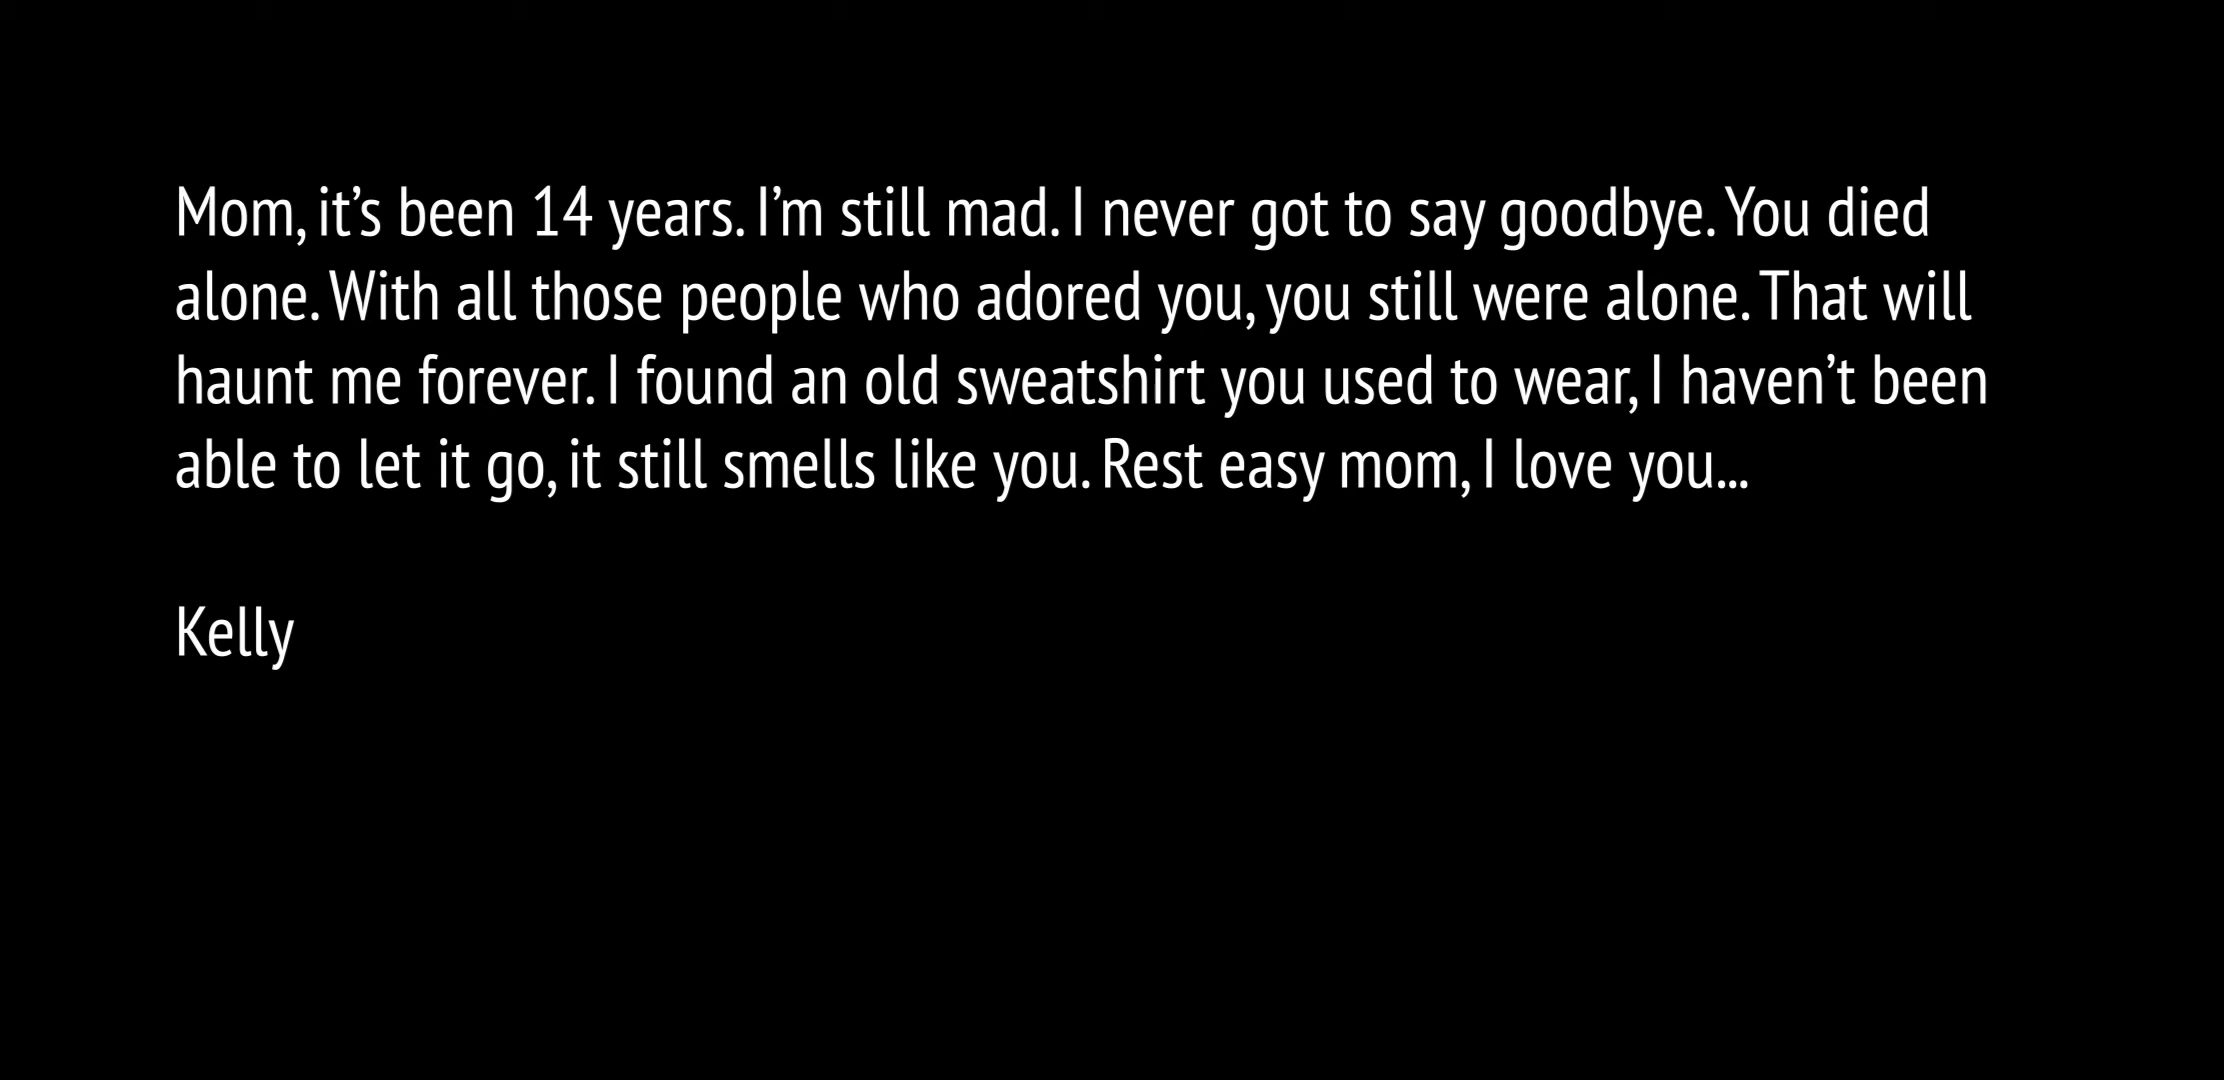 Mom, it’s been 14 years. I’m still mad. I never got to say goodbye. You died
alone. With all those people who adored you, you still were alone. That will
haunt me forever. I found an old sweatshirt you used to wear, I haven’t been
able to let it go, it still smells like you. Rest easy mom, I love you...
Kelly